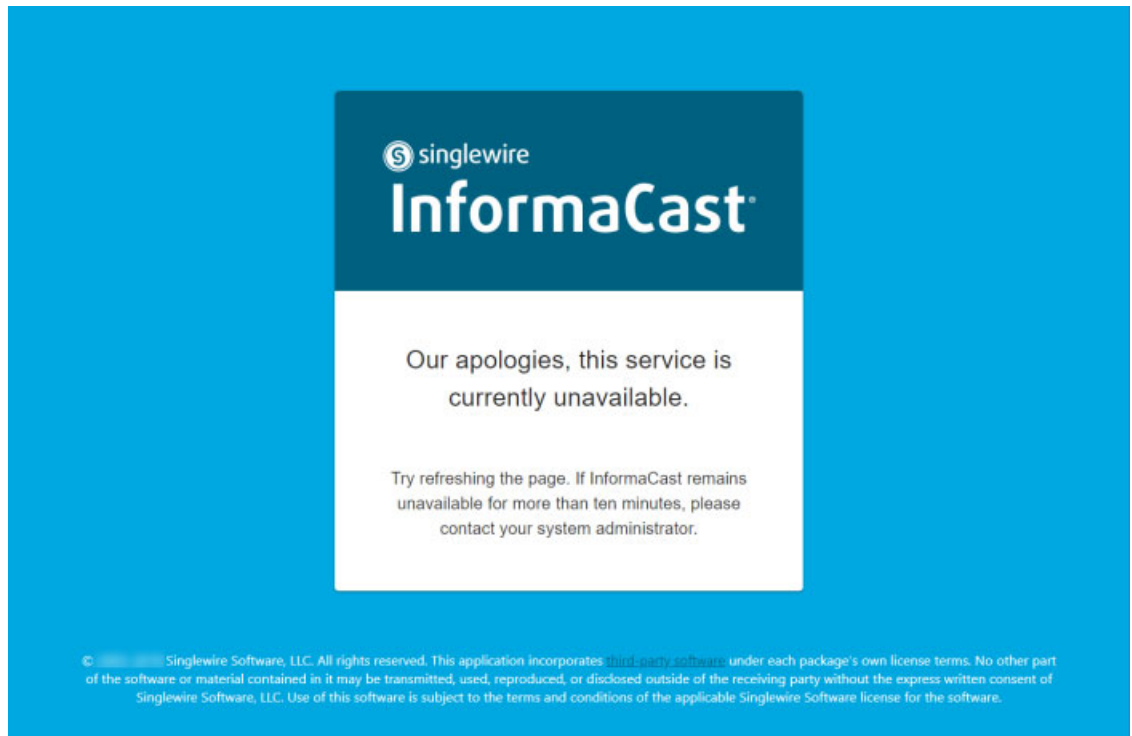 singlewire
InformaCast®
Our apologies, this service is
currently unavailable.
Try refreshing the page. If InformaCast remains
unavailable for more than ten minutes, please
contact your system administrator.
© Singlewire Software, LLC. All rights reserved. This application incorporates third-party software under each package's own license terms. No other part
of the software or material contained in it may be transmitted, used, reproduced, or disclosed outside of the receiving party without the express written consent of
Singlewire Software, LLC. Use of this software is subject to the terms and conditions of the applicable Singlewire Software license for the software.